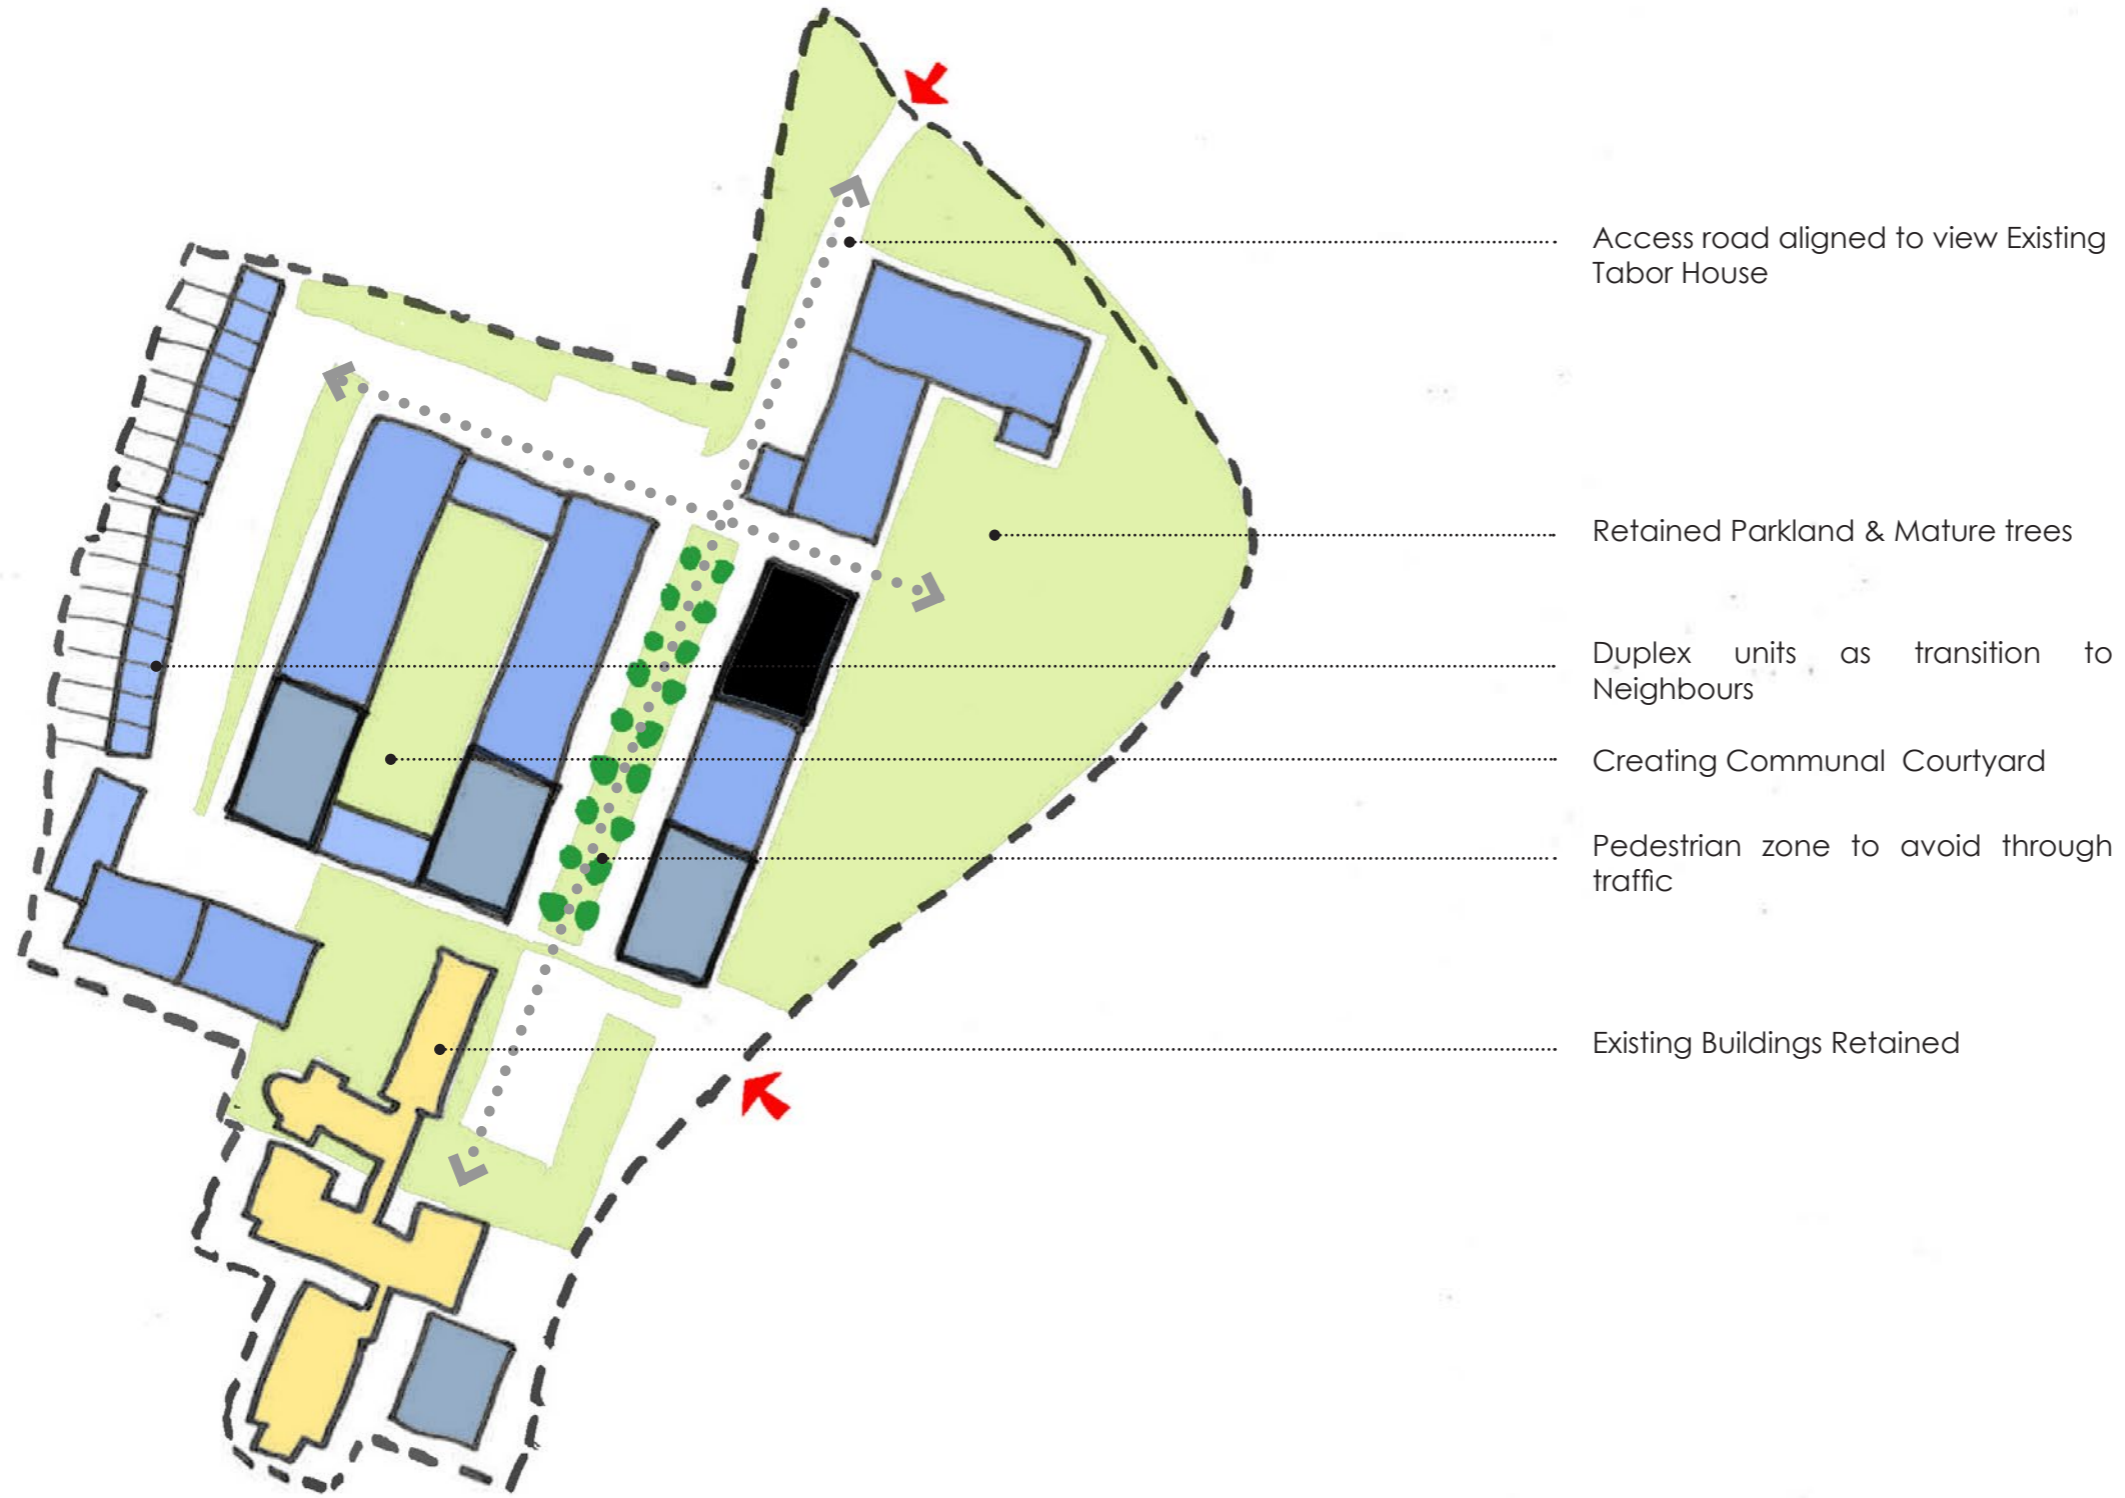 Access road aligned to view Existing
Tabor House
Retained Parkland & Mature trees
Duplex units as transition to
Neighbours
Creating Communal Courtyard
Pedestrian zone to avoid through
traffic
Existing Buildings Retained